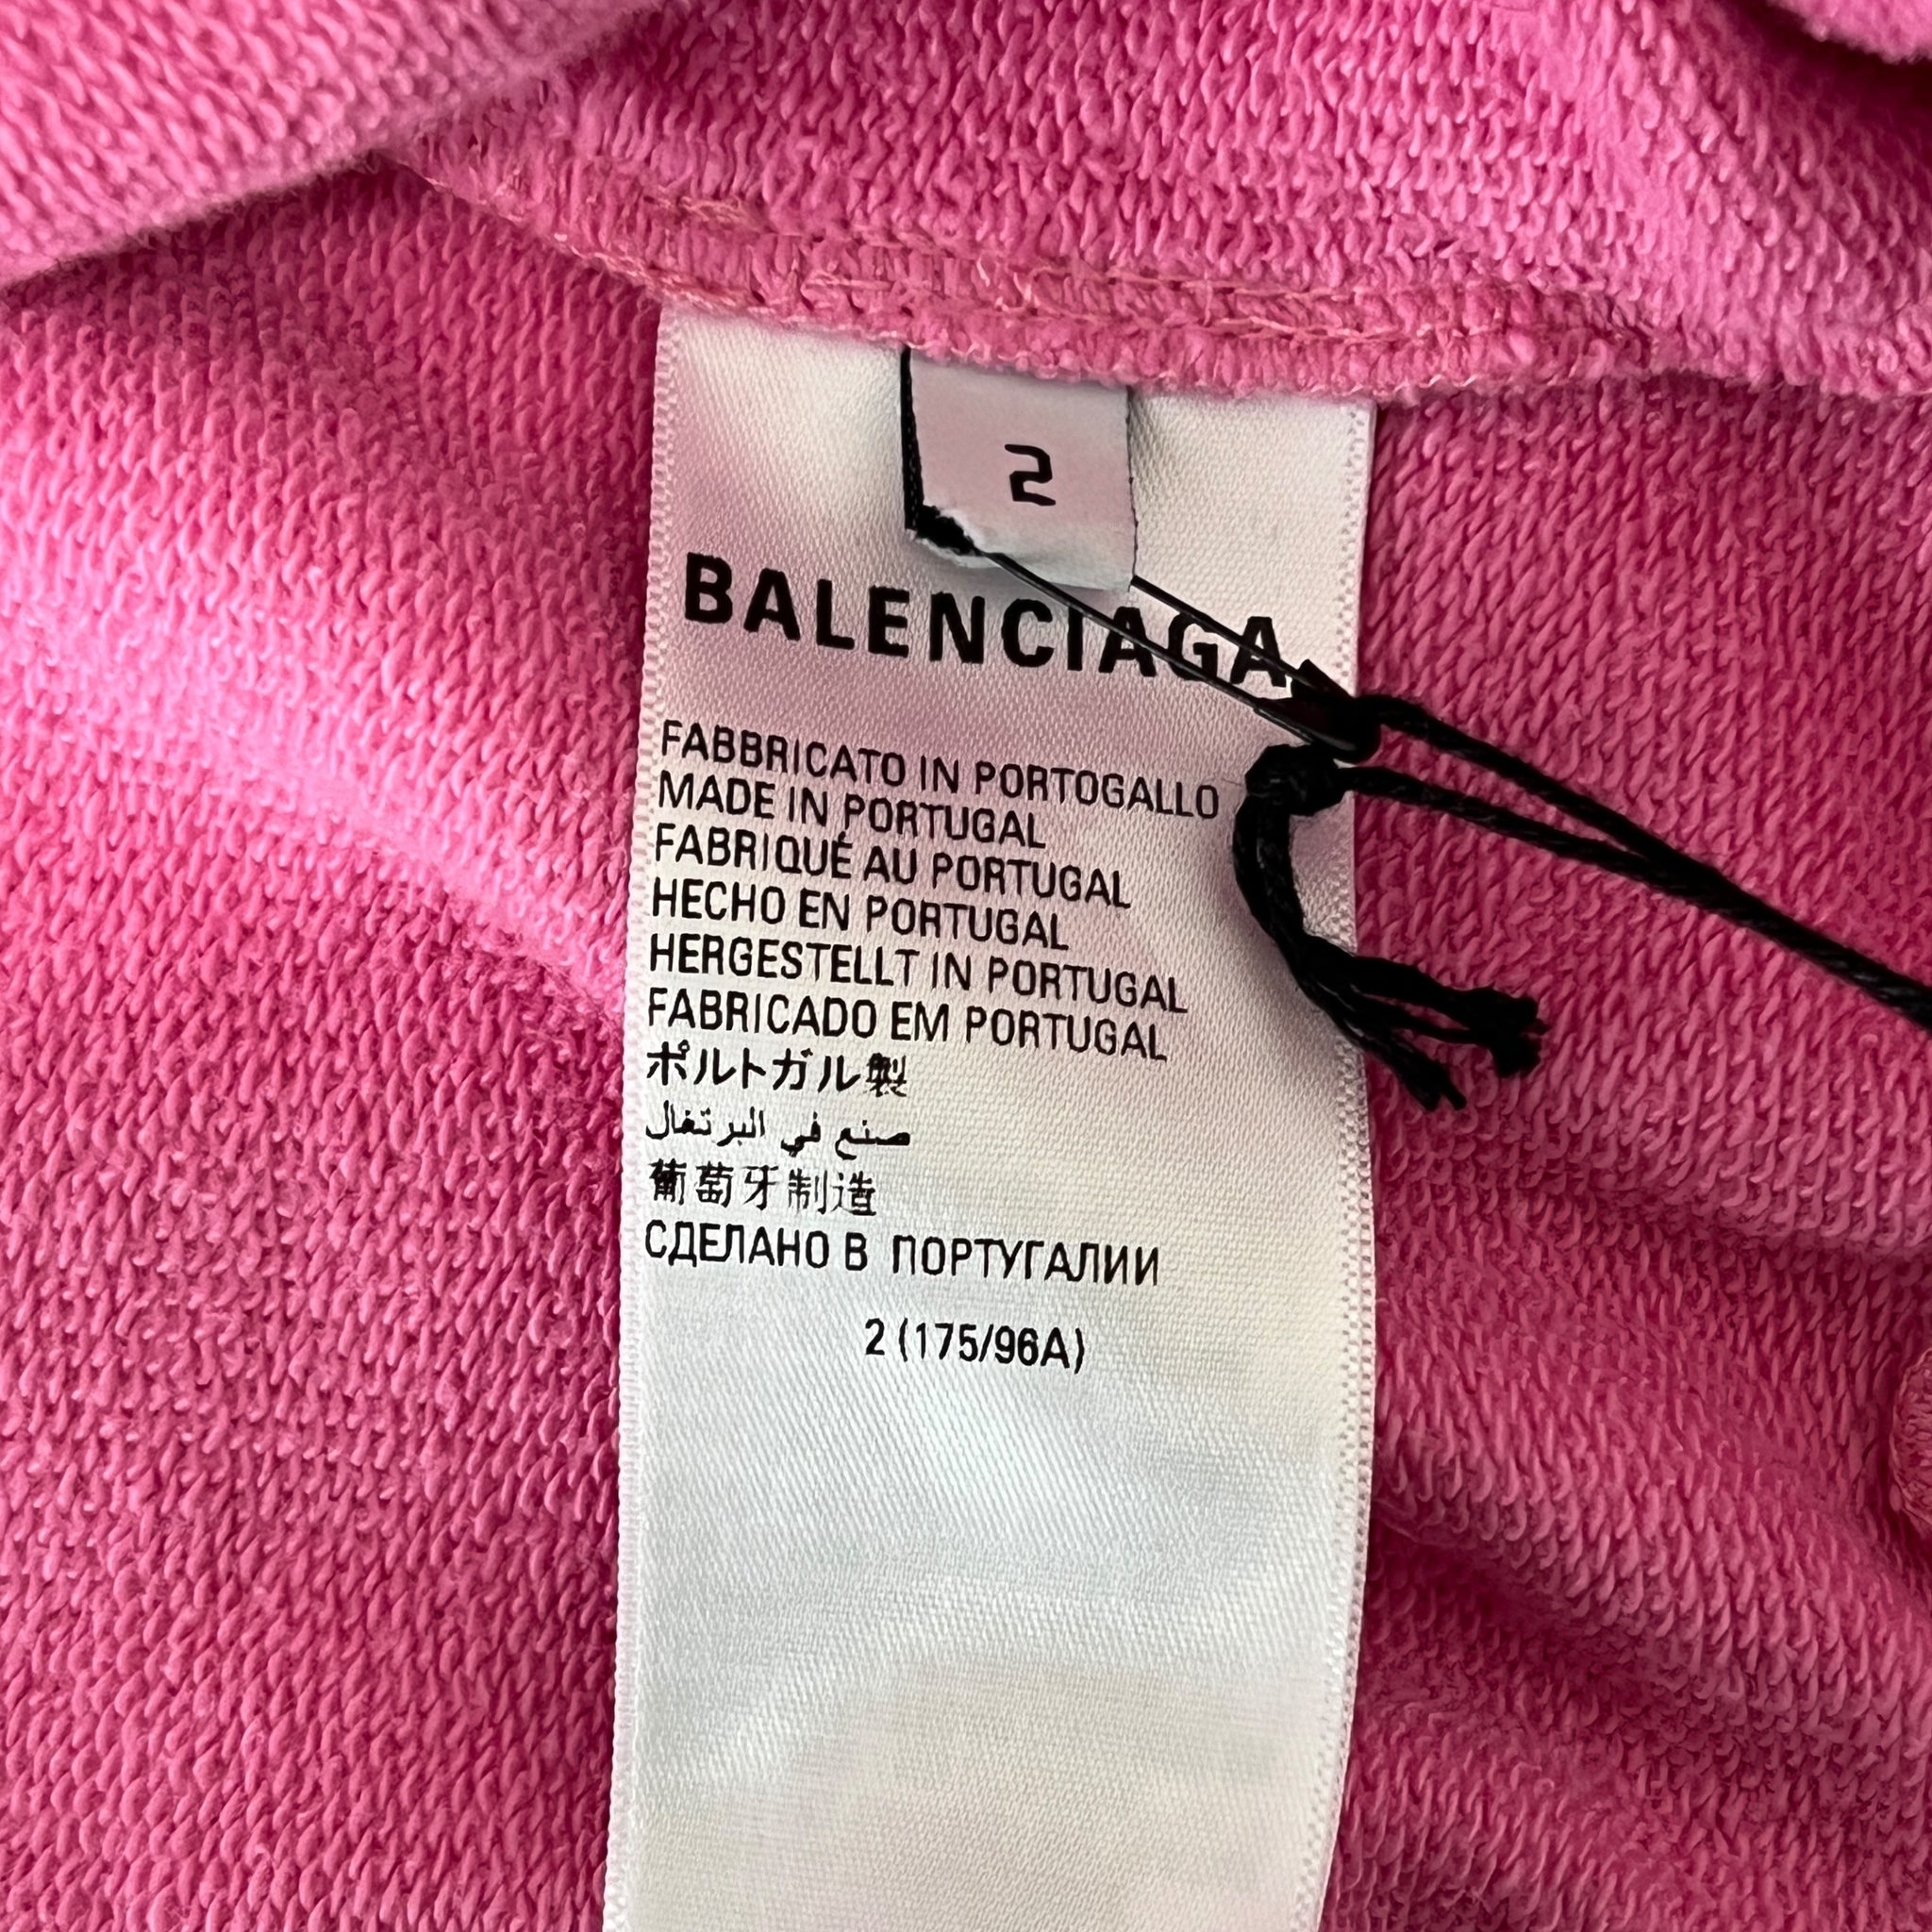 2
BALENCIAGA
FABBRICATO IN PORTOGALLO
MADE IN PORTUGAL
FABRIQUÉ AU PORTUGAL
HECHO EN PORTUGAL
HERGESTELLT IN PORTUGAL
FABRICADO EM PORTUGAL
ポルトガル製
صنع في البرتغال
葡萄牙制造
СДЕЛАНО В ПОРТУГАЛИИ
2 (175/96A)